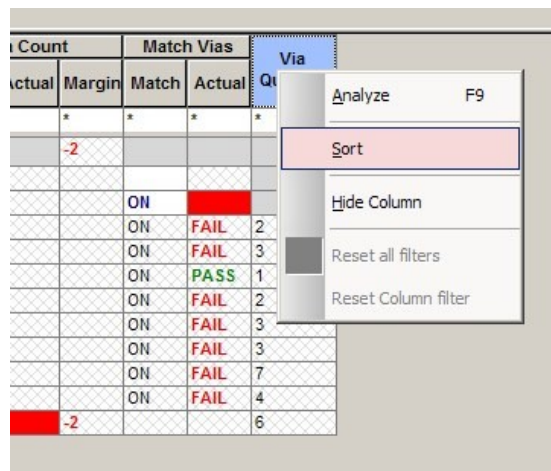 Count Match Vias Via
Actual Margin Match Actual
* * * *
-2
ON
ON FAIL 2
ON FAIL 3
ON PASS 1
ON FAIL 2
ON FAIL 3
ON FAIL 3
ON FAIL 7
ON FAIL 4
-2 6
Analyze F9
Sort
Hide Column
Reset all filters
Reset Column filter